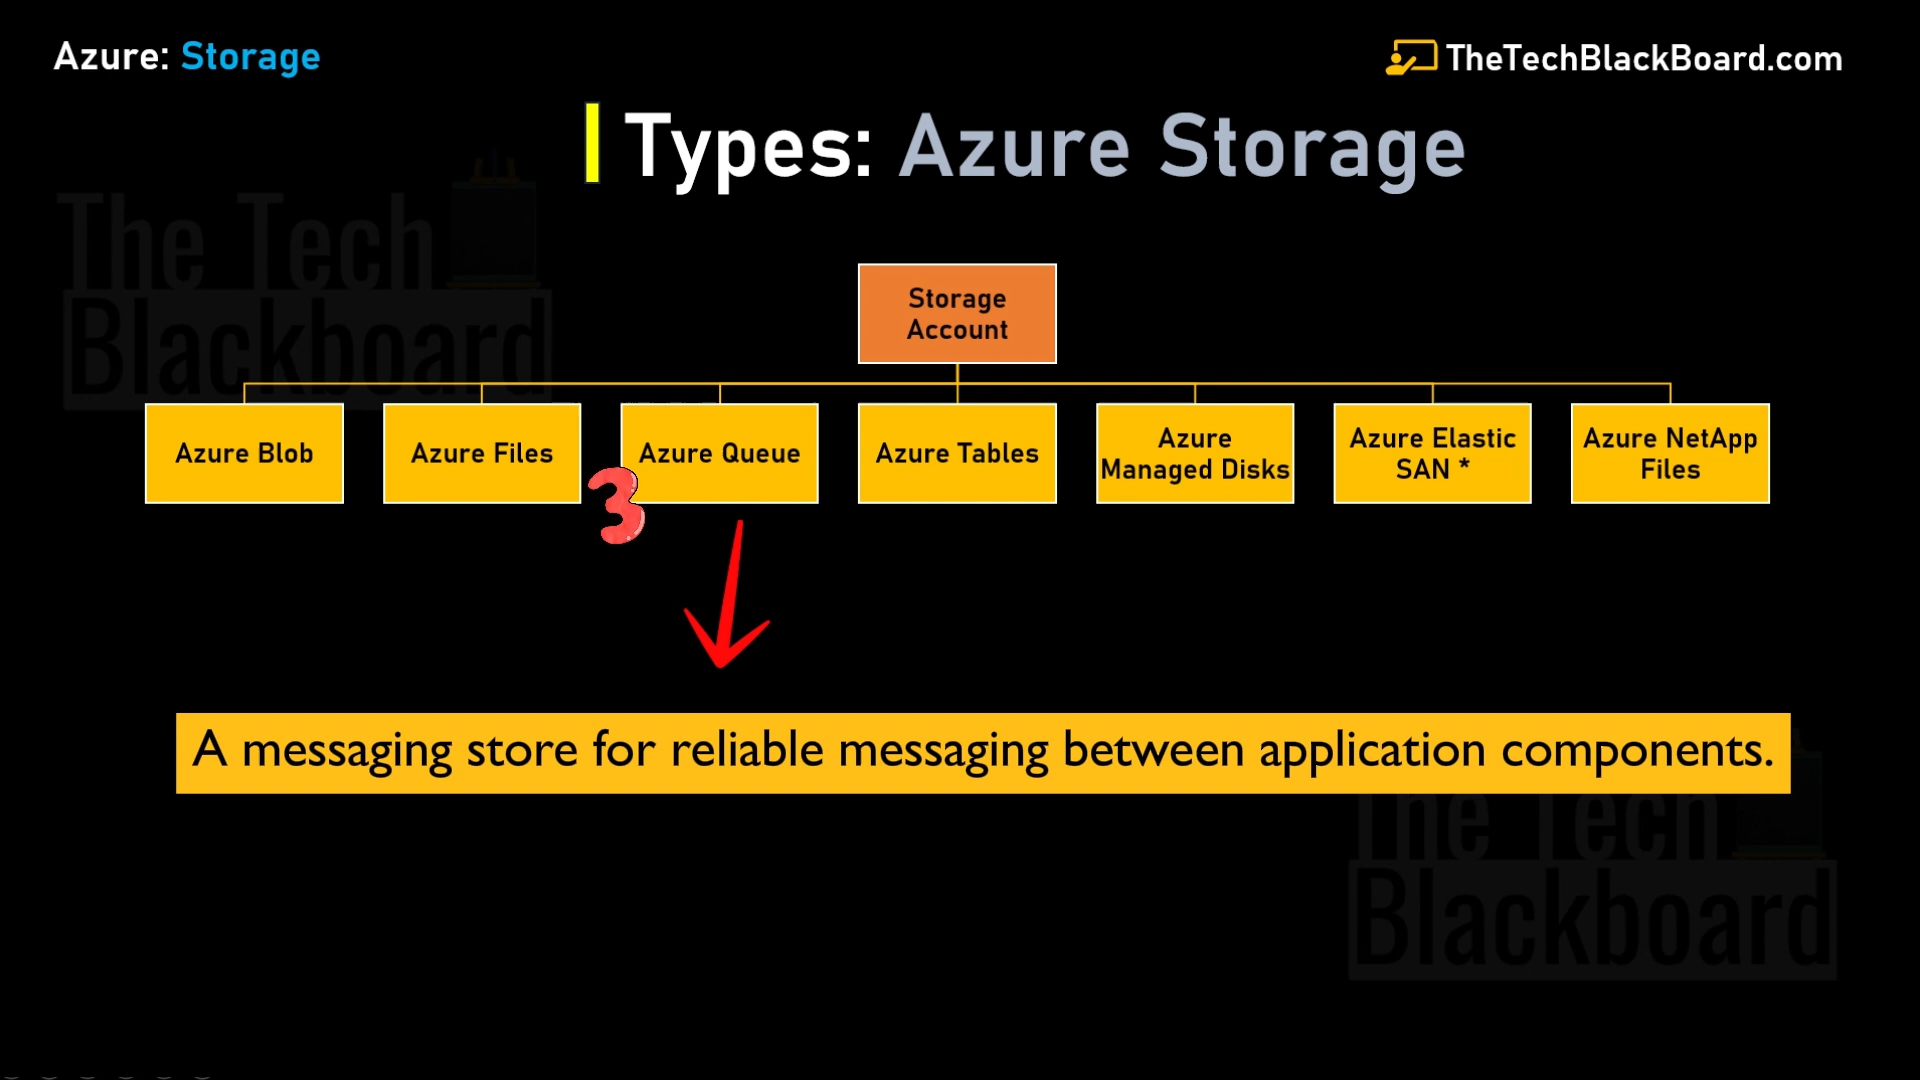 Azure: Storage
TheTechBlackBoard.com
Types: Azure Storage
The Tech
Blackboard
Storage
Account
Azure Blob
Azure Files
Azure Queue
Azure Tables
Azure
Managed Disks
Azure Elastic
SAN *
Azure NetApp
Files
3
A messaging store for reliable messaging between application components.
The Tech
Blackboard